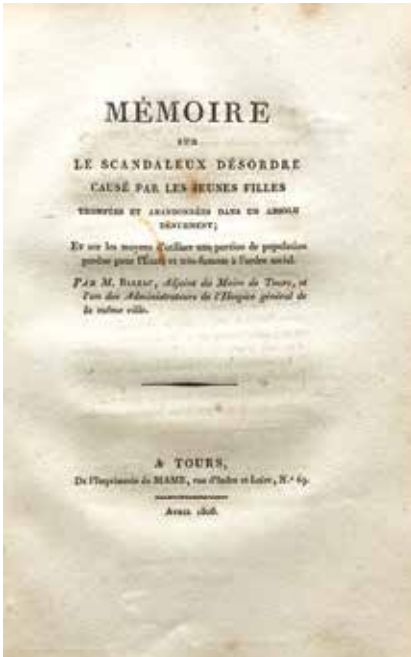 MÉMOIRE
SUR
LE SCANDALEUX DÉSORDRE
CAUSÉ PAR LES JEUNES FILLES
TROMPÉES ET ABANDONNÉES DANS UN ABSOLU
DÉNUEMENT;
Et sur les moyens d'utiliser une portion de population
perdue pour l'État et très-funeste à l'ordre social.
PAR M. BALZAC, Adjoint du Maire de Tours, et
l'un des Administrateurs de l'Hospice général de
la même ville.
A TOURS,
De l'Imprimerie de MAME, rue d'Indre et Loire, N.º 69.
AVRIL 1808.